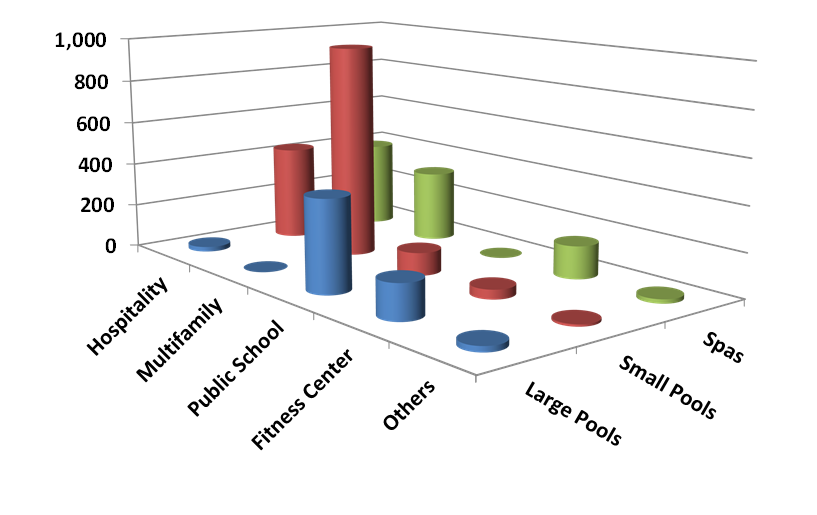 1,000
800
600
400
200
0
Hospitality
Multifamily
Public School
Fitness Center
Others
Large Pools
Small Pools
Spas